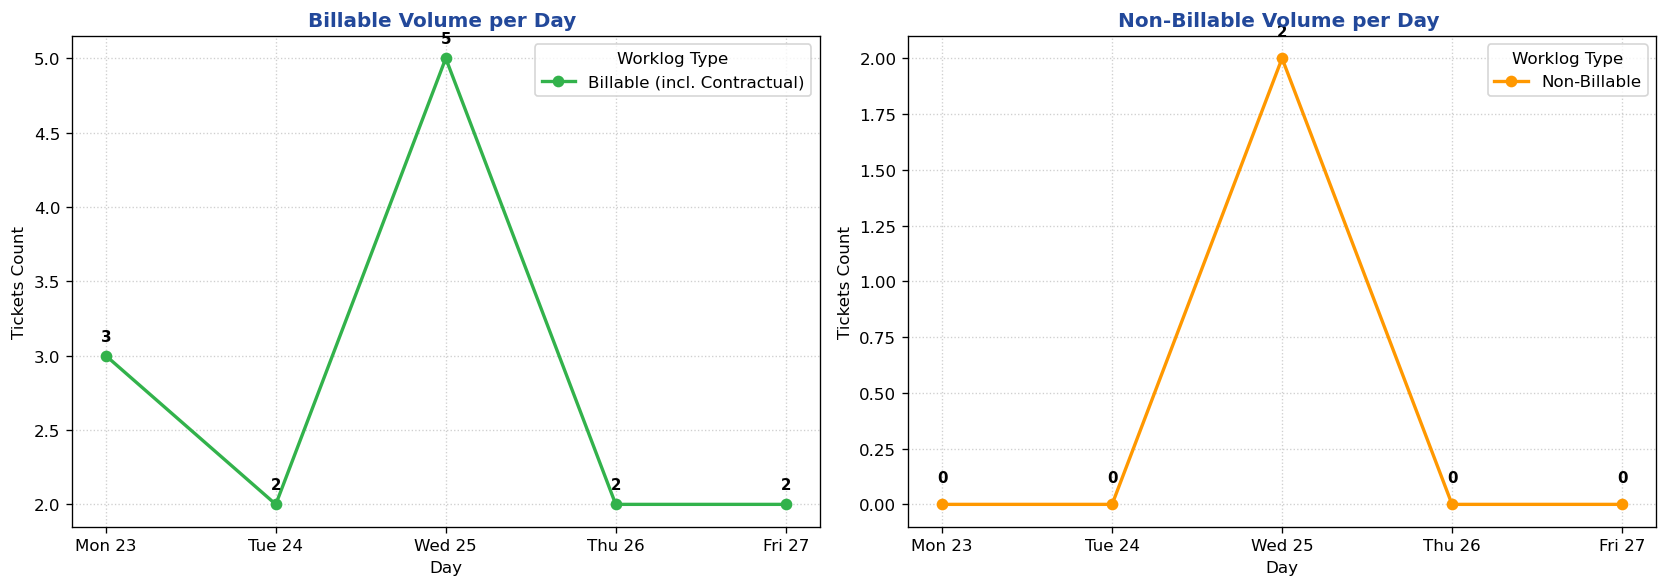 Billable Volume per Day
5
5.0
Worklog Type
Billable (incl. Contractual)
4.5
4.0
3.5
3
3.0
2.5
2
2
2
2.0
Tickets Count
Mon 23
Tue 24
Wed 25
Thu 26
Fri 27
Day
Non-Billable Volume per Day
2
2.00
Worklog Type
Non-Billable
1.75
1.50
1.25
1.00
0.75
0.50
0.25
0
0
0
0
0.00
Tickets Count
Mon 23
Tue 24
Wed 25
Thu 26
Fri 27
Day